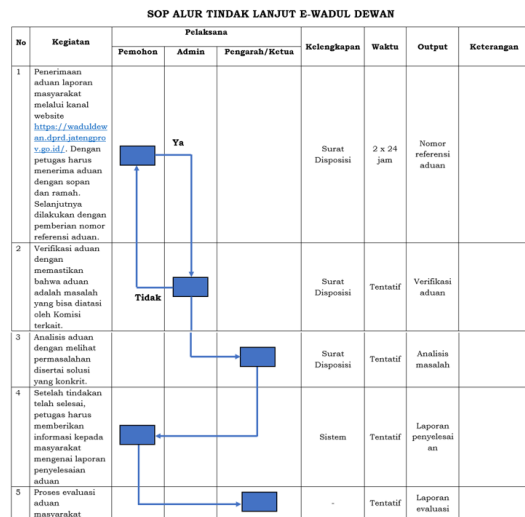 SOP ALUR TINDAK LANJUT E-WADUL DEWAN
No
Kegiatan
Pelaksana
Pemohon
Admin
Pengarah/Ketua
Kelengkapan
Waktu
Output
Keterangan
1
Penerimaan
aduan laporan
masyarakat
melalui kanal
website
https://waduldew
an.dprd.jatengpro
v.go.id/. Dengan
petugas harus
menerima aduan
dengan sopan
dan ramah.
Selanjutnya
dilakukan dengan
pemberian nomor
referensi aduan.
Ya
Surat
Disposisi
2 x 24
jam
Nomor
referensi
aduan
2
Verifikasi aduan
dengan
memastikan
bahwa aduan
adalah masalah
yang bisa diatasi
oleh Komisi
terkait.
Tidak
Surat
Disposisi
Tentatif
Verifikasi
aduan
3
Analisis aduan
dengan melihat
permasalahan
disertai solusi
yang konkrit.
Surat
Disposisi
Tentatif
Analisis
masalah
4
Setelah tindakan
telah selesai,
petugas harus
memberikan
informasi kepada
masyarakat
mengenai laporan
penyelesaian
aduan
Sistem
Tentatif
Laporan
penyelesai
an
5
Proses evaluasi
aduan
masyarakat
-
Tentatif
Laporan
evaluasi